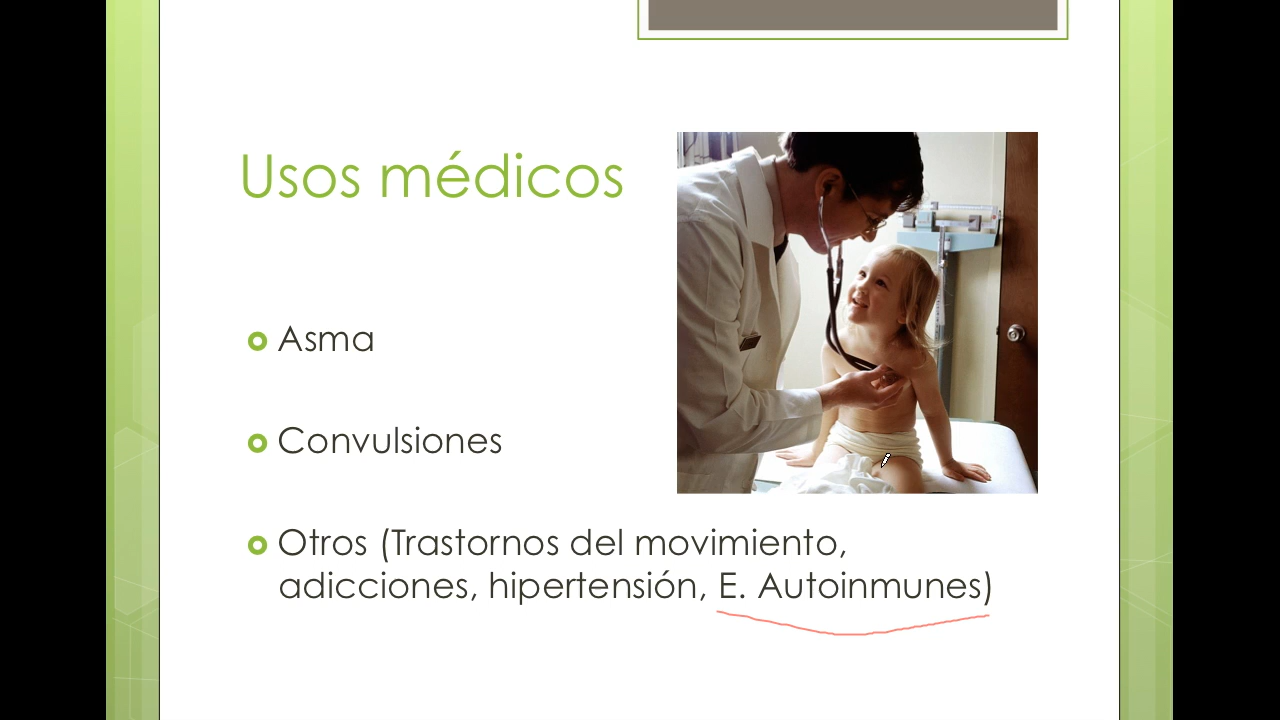 Usos médicos
Asma
Convulsiones
Otros (Trastornos del movimiento,
adicciones, hipertensión, E. Autoinmunes)